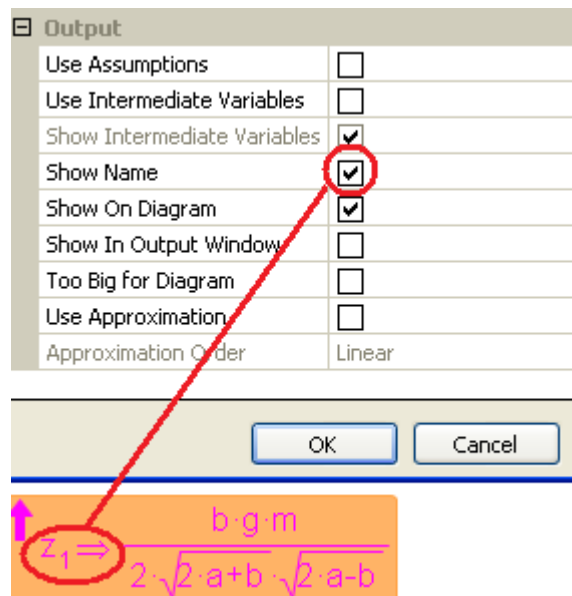 Output
Use Assumptions
Use Intermediate Variables
Show Intermediate Variables
Show Name
Show On Diagram
Show In Output Window
Too Big for Diagram
Use Approximation
Approximation Order Linear
OK Cancel
z₁⇒ b·g·m
2·√2·a+b·√2·a-b